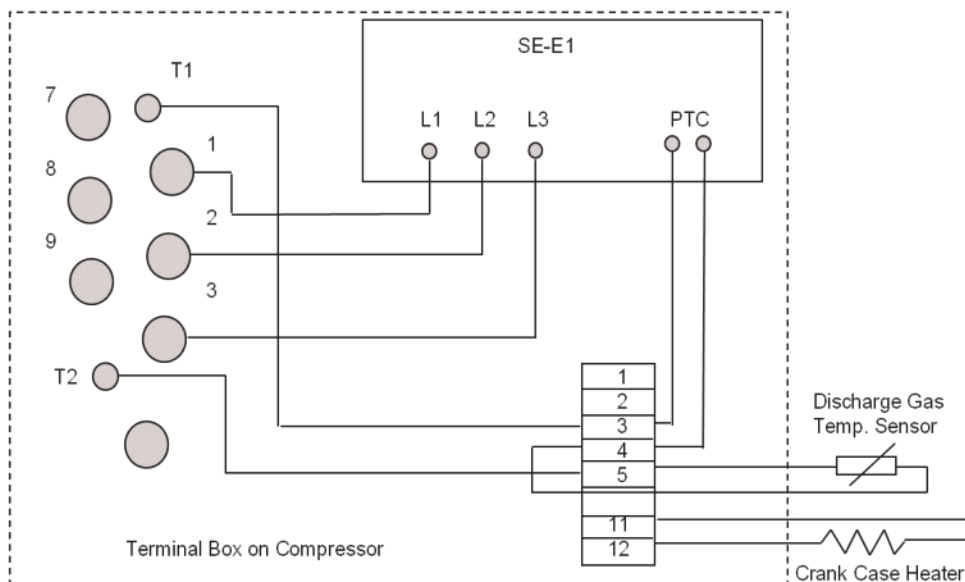 SE-E1
T1
7
L1 L2 L3 PTC
1
8
2
9
3
T2
1
2
3
4
5
11
12
Discharge Gas
Temp. Sensor
Terminal Box on Compressor
Crank Case Heater